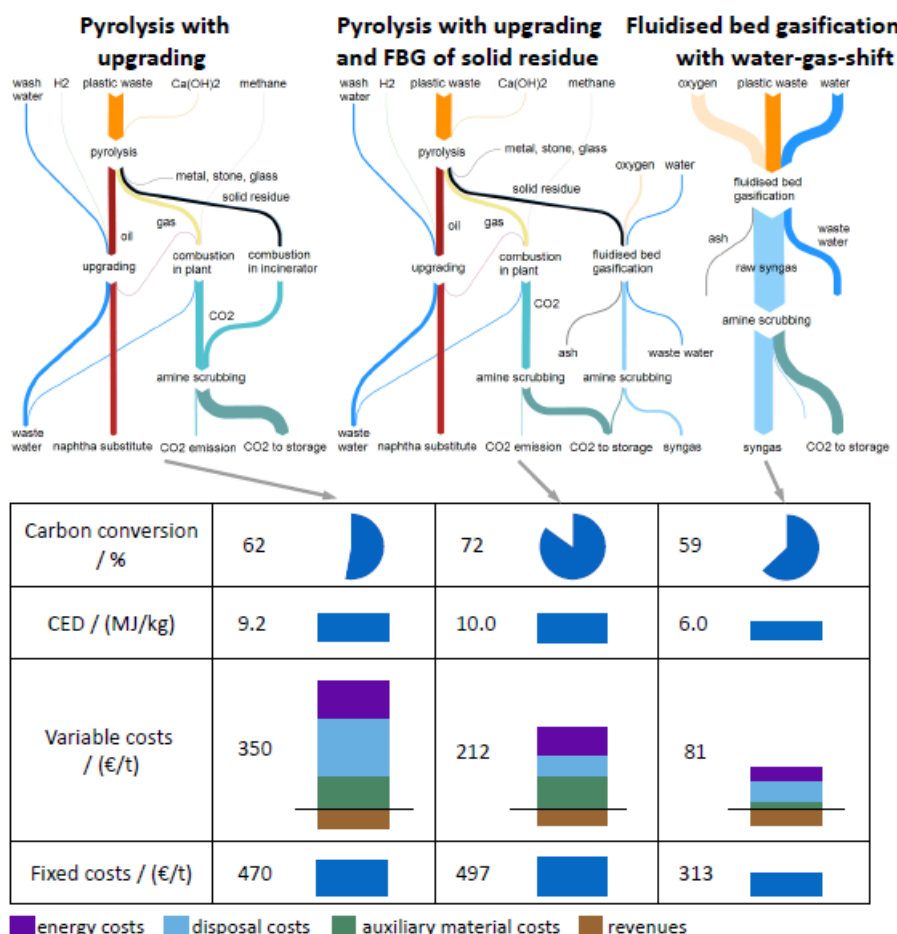 Pyrolysis with
upgrading
Pyrolysis with upgrading
and FBG of solid residue
Fluidised bed gasification
with water-gas-shift
wash
water
H2
plastic waste
Ca(OH)2
methane
pyrolysis
metal, stone, glass
solid residue
gas
oil
upgrading
combustion
in plant
combustion
in incinerator
CO2
amine scrubbing
waste
water
naphtha substitute
CO2 emission
CO2 to storage
wash
water
H2
plastic waste
Ca(OH)2
methane
pyrolysis
metal, stone, glass
solid residue
oxygen
water
gas
oil
upgrading
combustion
in plant
fluidised bed
gasification
CO2
ash
waste water
amine scrubbing
amine scrubbing
waste
water
naphtha substitute
CO2 emission
CO2 to storage
syngas
oxygen
plastic waste
water
fluidised bed
gasification
ash
waste
water
raw syngas
amine scrubbing
syngas
CO2 to storage
Carbon conversion
/ %
62
72
59
CED / (MJ/kg)
9.2
10.0
6.0
Variable costs
/ (€/t)
350
212
81
Fixed costs / (€/t)
470
497
313
energy costs
disposal costs
auxiliary material costs
revenues